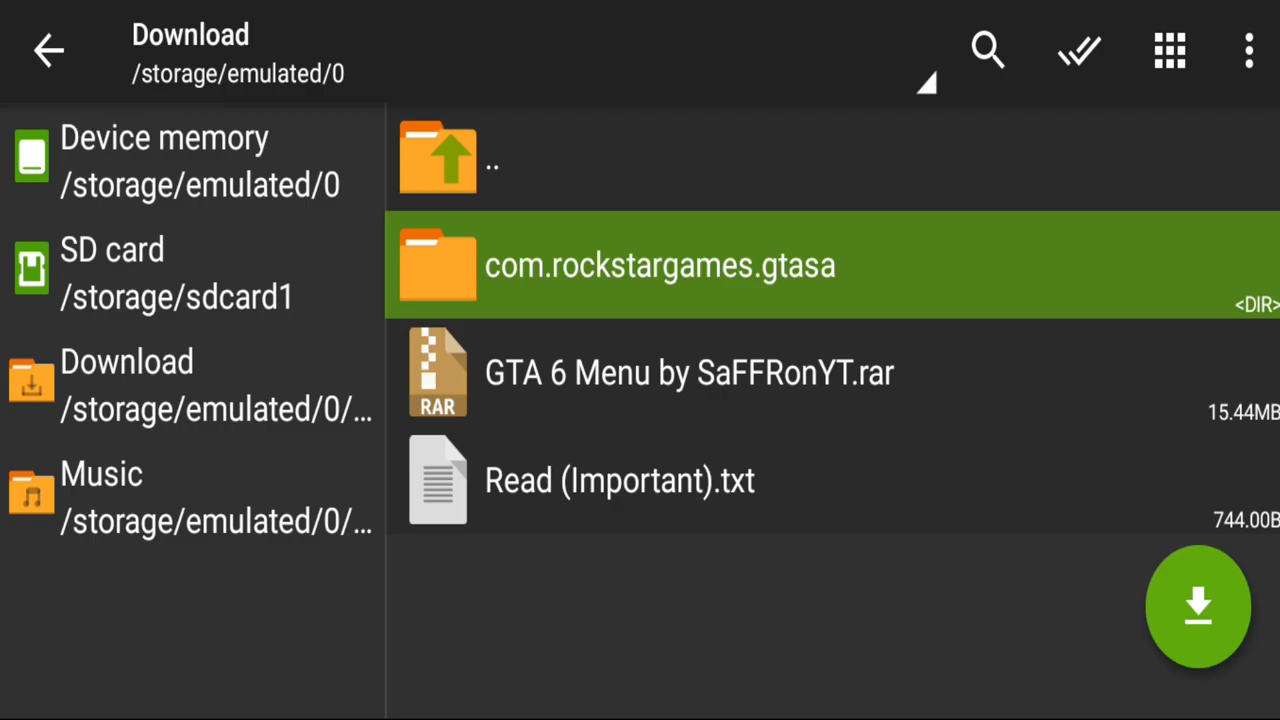 Download
/storage/emulated/0
Device memory
/storage/emulated/0
SD card
/storage/sdcard1
Download
/storage/emulated/0/...
Music
/storage/emulated/0/...
..
com.rockstargames.gtasa
<DIR>
GTA 6 Menu by SaFFRonYT.rar
RAR
15.44MB
Read (Important).txt
744.00B